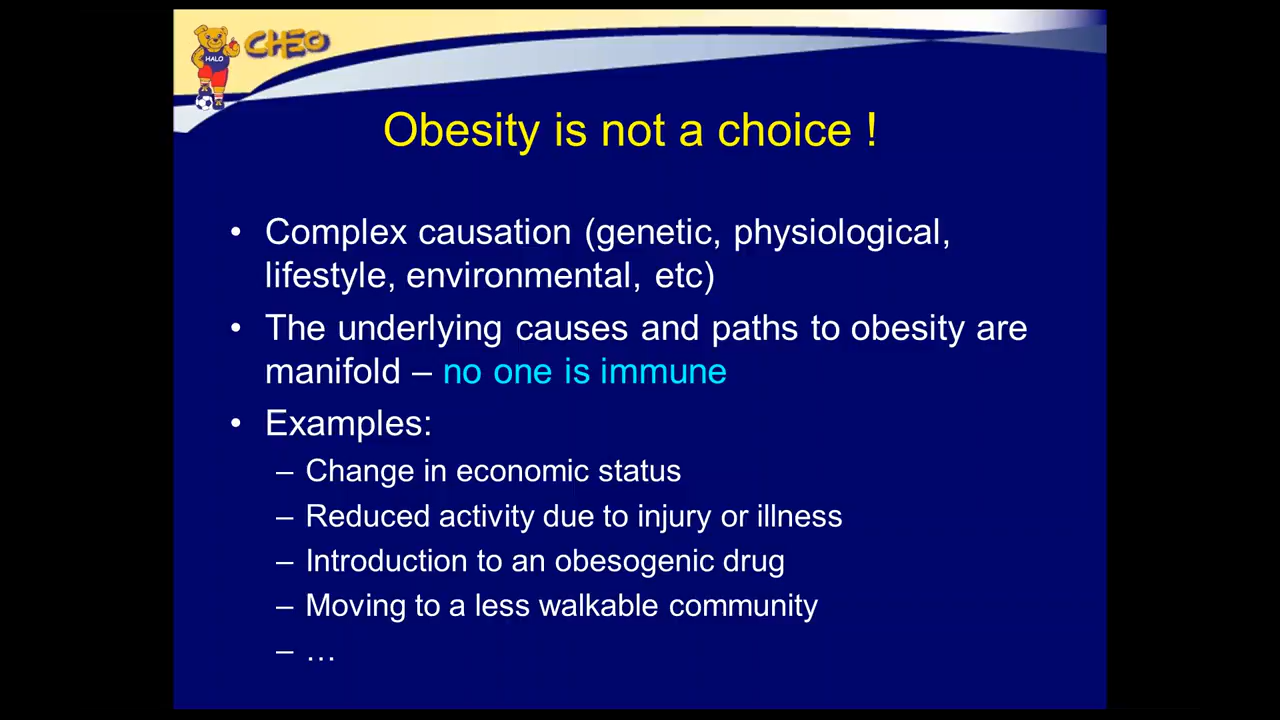 CHEO
HALO
Obesity is not a choice !
• Complex causation (genetic, physiological,
lifestyle, environmental, etc)
• The underlying causes and paths to obesity are
manifold – no one is immune
• Examples:
– Change in economic status
– Reduced activity due to injury or illness
– Introduction to an obesogenic drug
– Moving to a less walkable community
– …